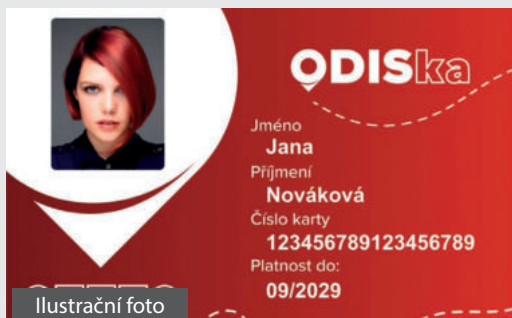 ODISka
Jméno
Jana
Příjmení
Nováková
Číslo karty
123456789123456789
Platnost do:
09/2029
Ilustrační foto